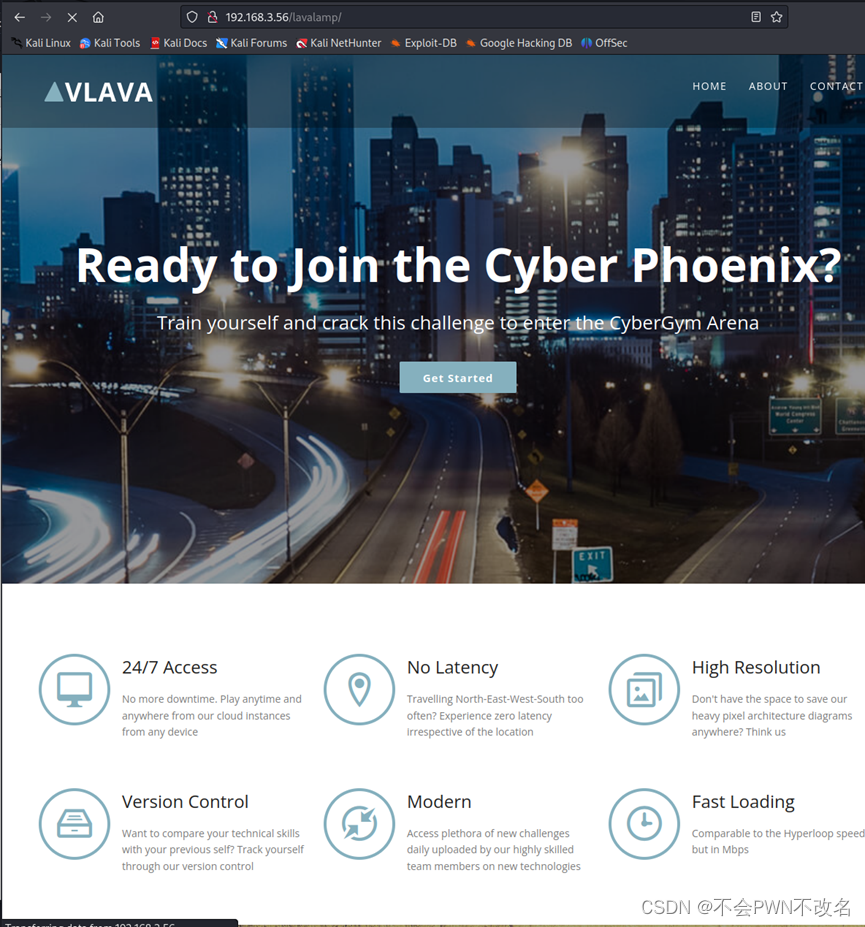 192.168.3.56/lavalamp/
Kali Linux Kali Tools Kali Docs Kali Forums Kali NetHunter Exploit-DB Google Hacking DB OffSec
VLAVA
HOME ABOUT CONTACT
Ready to Join the Cyber Phoenix?
Train yourself and crack this challenge to enter the CyberGym Arena
Get Started
World Congress
Center
EXIT
24/7 Access
No more downtime. Play anytime and
anywhere from our cloud instances
from any device
No Latency
Travelling North-East-West-South too
often? Experience zero latency
irrespective of the location
High Resolution
Don't have the space to save our
heavy pixel architecture diagrams
anywhere? Think us
Version Control
Want to compare your technical skills
with your previous self? Track yourself
through our version control
Modern
Access plethora of new challenges
daily uploaded by our highly skilled
team members on new technologies
Fast Loading
Comparable to the Hyperloop speed
but in Mbps
CSDN @不会PWN不改名
Transferring data from 192.168.3.56